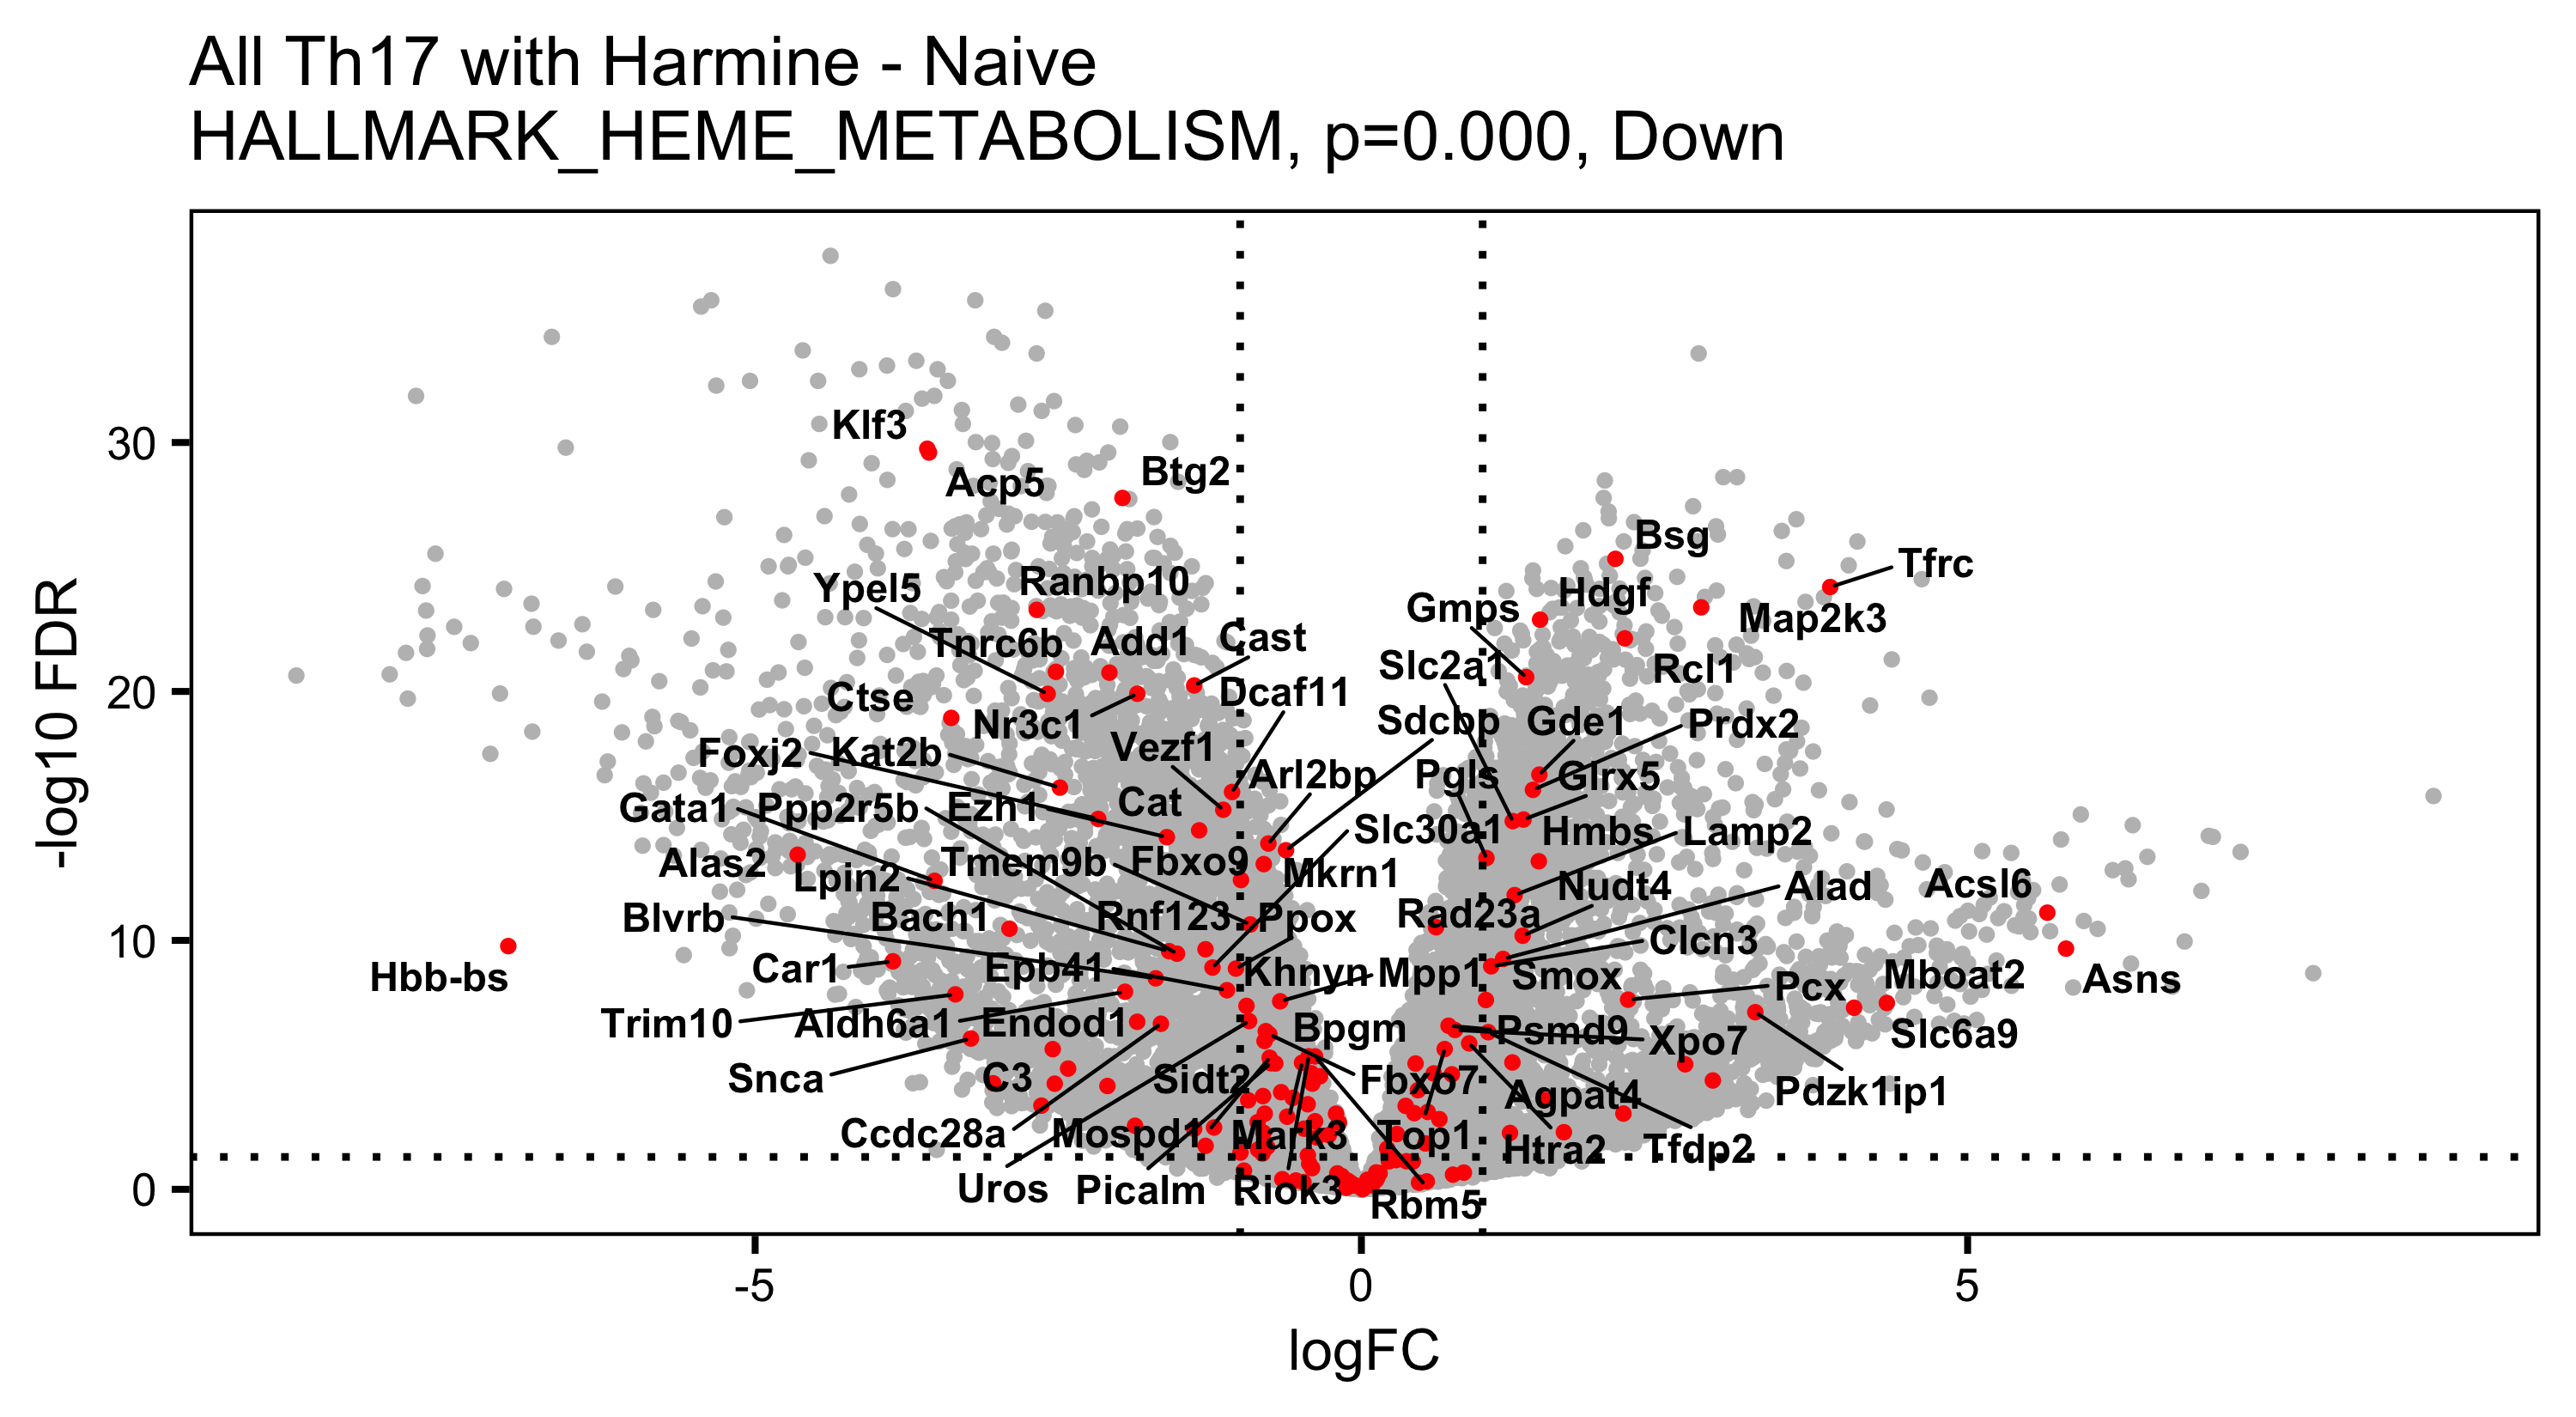 All Th17 with Harmine - Naive
HALLMARK_HEME_METABOLISM, p=0.000, Down
-log10 FDR
30
20
10
0
Klf3
Acp5
Btg2
Bsg
Tfrc
Ypel5
Ranbp10
Gmps
Hdgf
Map2k3
Tnrc6b
Add1
Cast
Slc2a1
Rcl1
Ctse
Nr3c1
Dcaf11
Sdcbp
Gde1
Prdx2
Foxj2
Kat2b
Vezf1
Arl2bp
Pgls
Glrx5
Gata1
Ppp2r5b
Ezh1
Cat
Slc30a1
Hmbs
Lamp2
Alas2
Lpin2
Tmem9b
Fbxo9
Mkrn1
Nudt4
Alad
Acsl6
Blvrb
Bach1
Rnf123
Ppox
Rad23a
Clcn3
Hbb-bs
Car1
Epb41
Khnyn
Mpp1
Smox
Pcx
Mboat2
Asns
Trim10
Aldh6a1
Endod1
Bpgm
Psmd9
Xpo7
Slc6a9
Snca
C3
Sidt2
Fbxo7
Agpat4
Pdzk1ip1
Ccdc28a
Mospd1
Mark3
Top1
Htra2
Tfdp2
Uros
Picalm
Riok3
Rbm5
-5
0
5
logFC